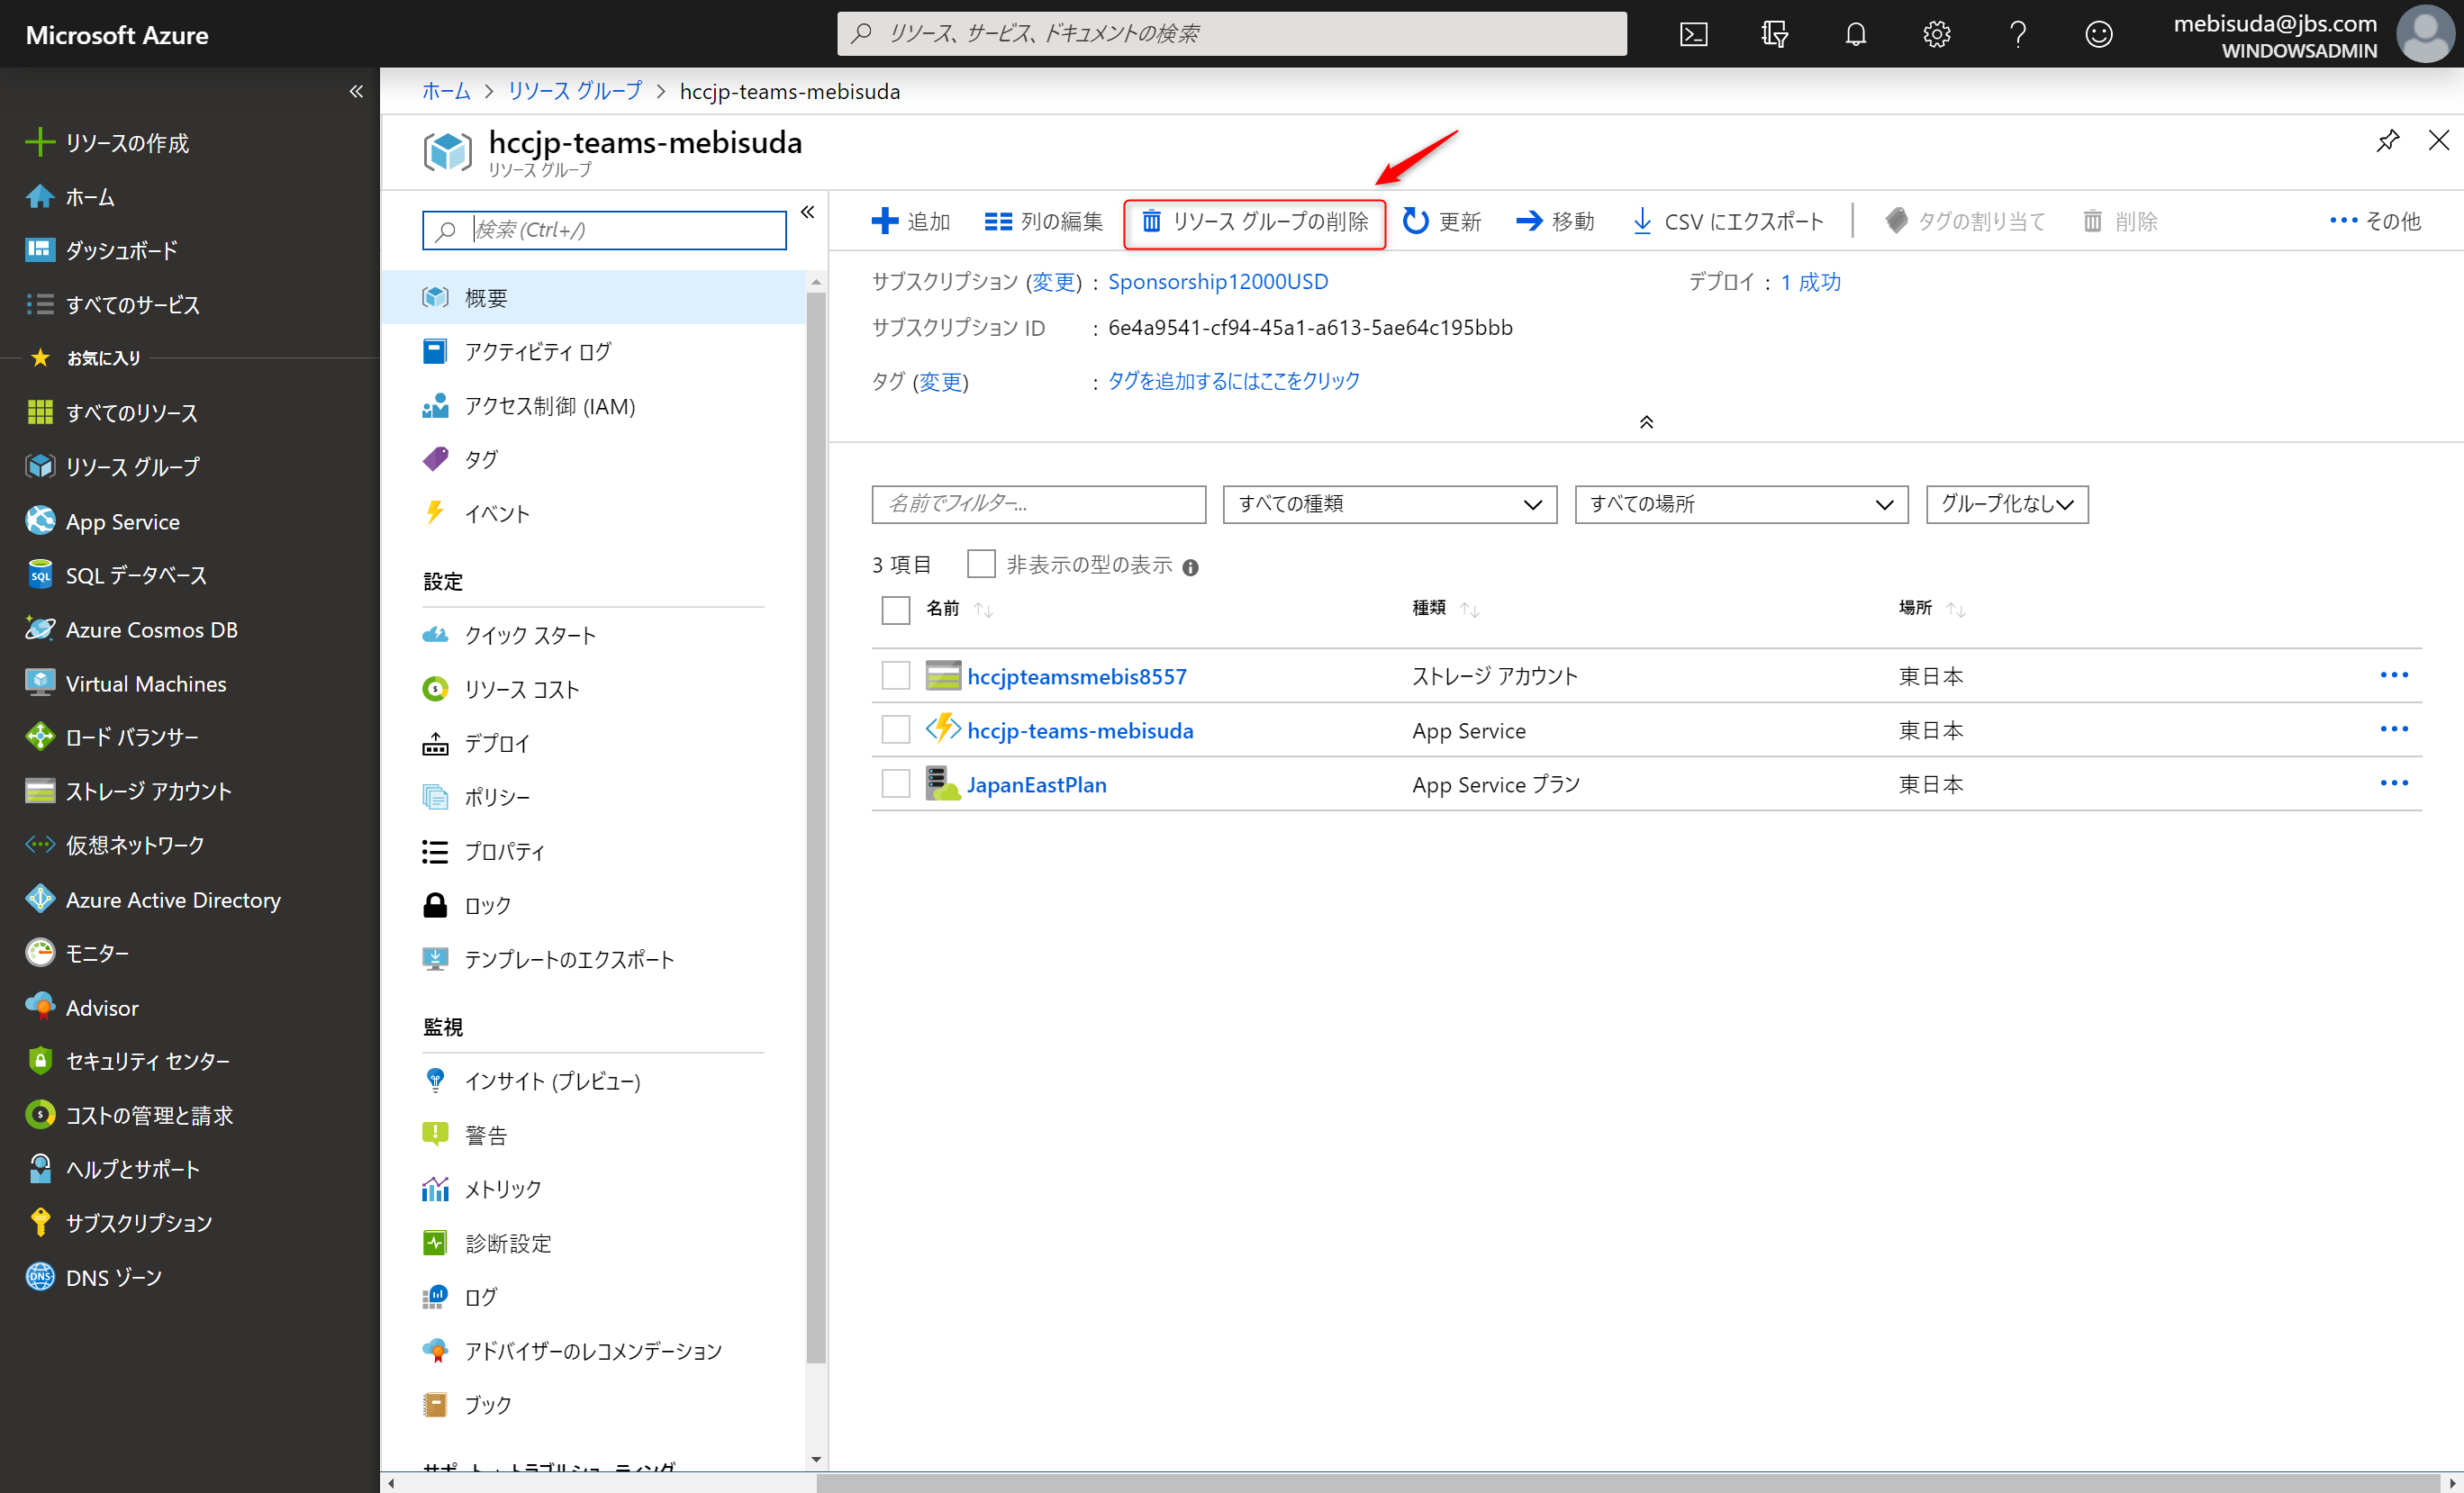 Microsoft Azure
リソース、サービス、ドキュメントの検索
mebisuda@jbs.com
WINDOWSADMIN
リソースの作成
ホーム
ダッシュボード
すべてのサービス
お気に入り
すべてのリソース
リソース グループ
App Service
SQL データベース
Azure Cosmos DB
Virtual Machines
ロード バランサー
ストレージ アカウント
仮想ネットワーク
Azure Active Directory
モニター
Advisor
セキュリティ センター
コストの管理と請求
ヘルプとサポート
サブスクリプション
DNS ゾーン
ホーム > リソース グループ > hccjp-teams-mebisuda
hccjp-teams-mebisuda
リソース グループ
検索 (Ctrl+/)
概要
アクティビティ ログ
アクセス制御 (IAM)
タグ
イベント
設定
クイック スタート
リソース コスト
デプロイ
ポリシー
プロパティ
ロック
テンプレートのエクスポート
監視
インサイト (プレビュー)
警告
メトリック
診断設定
ログ
アドバイザーのレコメンデーション
ブック
サポート + トラブルシューティング
追加 列の編集 リソース グループの削除 更新 移動 CSV にエクスポート タグの割り当て 削除 その他
サブスクリプション (変更) : Sponsorship12000USD デプロイ : 1 成功
サブスクリプション ID : 6e4a9541-cf94-45a1-a613-5ae64c195bbb
タグ (変更) : タグを追加するにはここをクリック
名前でフィルター... すべての種類 すべての場所 グループ化なし
3 項目 非表示の型の表示
名前 種類 場所
hccjpteamsmebis8557 ストレージ アカウント 東日本
hccjp-teams-mebisuda App Service 東日本
JapanEastPlan App Service プラン 東日本